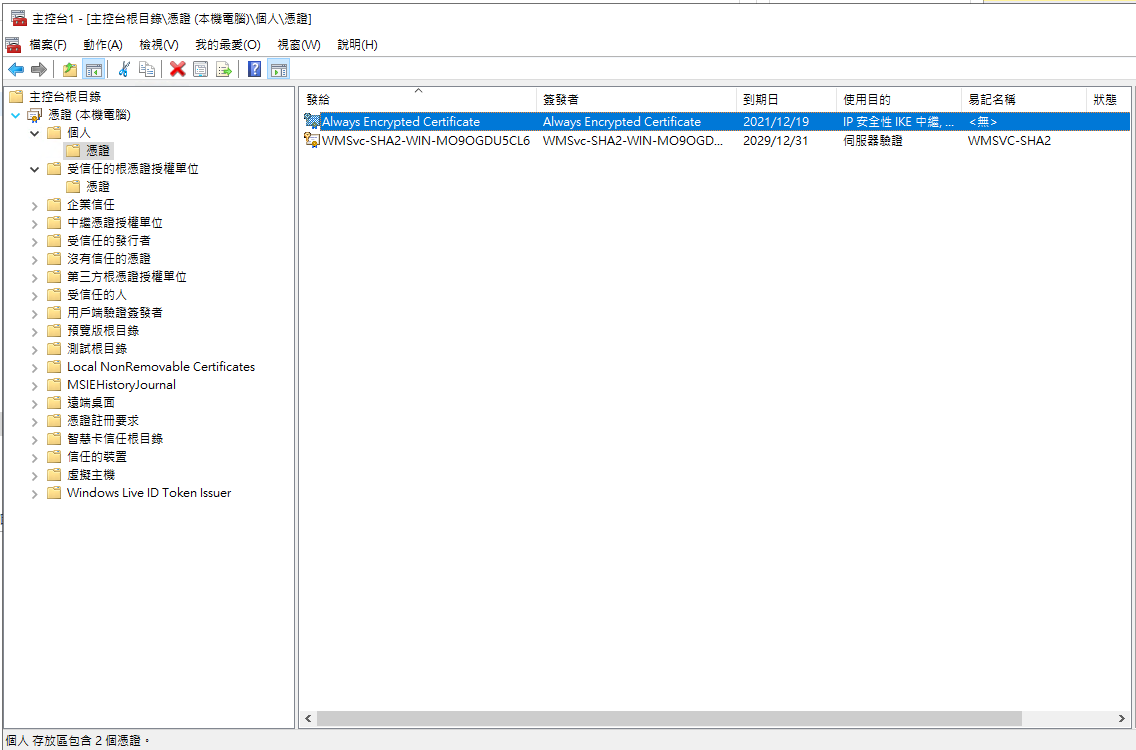 主控台1 - [主控台根目錄\憑證 (本機電腦)\個人\憑證]
檔案(F) 動作(A) 檢視(V) 我的最愛(O) 視窗(W) 說明(H)
主控台根目錄
憑證 (本機電腦)
個人
憑證
受信任的根憑證授權單位
憑證
企業信任
中繼憑證授權單位
受信任的發行者
沒有信任的憑證
第三方根憑證授權單位
受信任的人
用戶端驗證簽發者
預覽版根目錄
測試根目錄
Local NonRemovable Certificates
MSIEHistoryJournal
遠端桌面
憑證註冊要求
智慧卡信任根目錄
信任的裝置
虛擬主機
Windows Live ID Token Issuer
發給 簽發者 到期日 使用目的 易記名稱 狀態
Always Encrypted Certificate Always Encrypted Certificate 2021/12/19 IP 安全性 IKE 中繼, ... <無>
WMSvc-SHA2-WIN-MO9OGDU5CL6 WMSvc-SHA2-WIN-MO9OGD... 2029/12/31 伺服器驗證 WMSVC-SHA2
個人 存放區包含 2 個憑證。